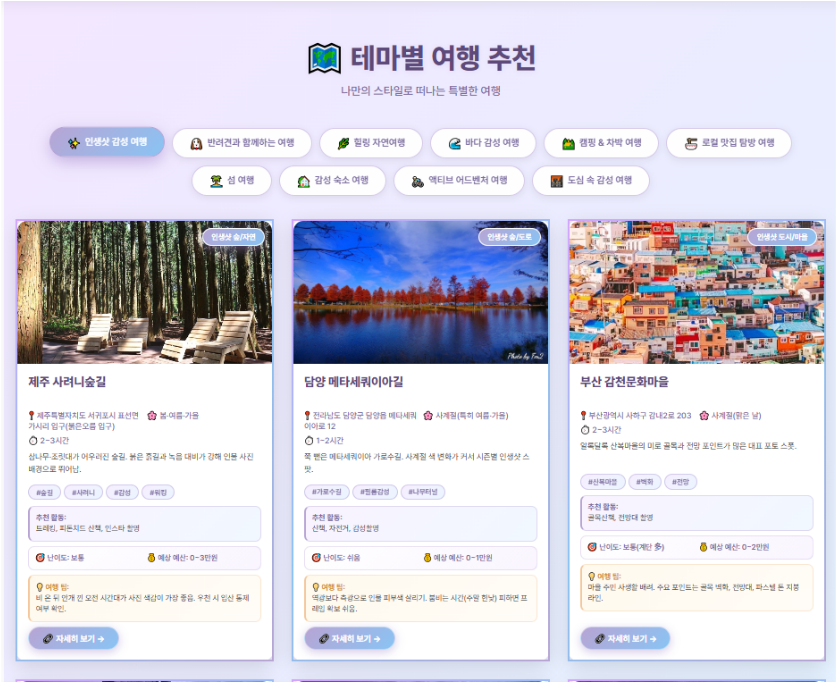 테마별 여행 추천
나만의 스타일로 떠나는 특별한 여행
인생샷 감성 여행
반려견과 함께하는 여행
힐링 자연여행
바다 감성 여행
캠핑 & 차박 여행
로컬 맛집 탐방 여행
섬 여행
감성 숙소 여행
액티브 어드벤처 여행
도심 속 감성 여행
인생샷 숲/자연
제주 사려니숲길
제주특별자치도 서귀포시 표선면
가시리 입구(붉은오름 입구)
봄·여름·가을
2~3시간
삼나무·조릿대가 어우러진 숲길. 붉은 흙길과 녹음 대비가 강해 인물 사진
배경으로 뛰어남.
#숲길
#사려니
#감성
#워킹
추천 활동:
트레킹, 피톤치드 산책, 인스타 촬영
난이도: 보통
예상 예산: 0~3만원
여행 팁:
비 온 뒤 안개 낀 오전 시간대가 사진 색감이 가장 좋음. 우천 시 입산 통제
여부 확인.
자세히 보기 →
인생샷 숲/도로
Photo by
담양 메타세쿼이아길
전라남도 담양군 담양읍 메타세쿼
이아로 12
사계절(특히 여름·가을)
1~2시간
쭉 뻗은 메타세쿼이아 가로수길. 사계절 색 변화가 커서 시즌별 인생샷 스
팟.
#가로수길
#필름감성
#나무터널
추천 활동:
산책, 자전거, 감성촬영
난이도: 쉬움
예상 예산: 0~1만원
여행 팁:
역광보다 측광으로 인물 피부색 살리기. 붐비는 시간(주말 한낮) 피하면 프
레임 확보 쉬움.
자세히 보기 →
인생샷 도시/마을
부산 감천문화마을
부산광역시 사하구 감내2로 203
사계절(맑은 날)
2~3시간
알록달록 산복마을의 미로 골목과 전망 포인트가 많은 대표 포토 스폿.
#산복마을
#벽화
#전망
추천 활동:
골목산책, 전망대 촬영
난이도: 보통(계단 多)
예상 예산: 0~2만원
여행 팁:
마을 주민 사생활 배려. 주요 포인트는 골목 벽화, 전망대, 파스텔 톤 지붕
라인.
자세히 보기 →